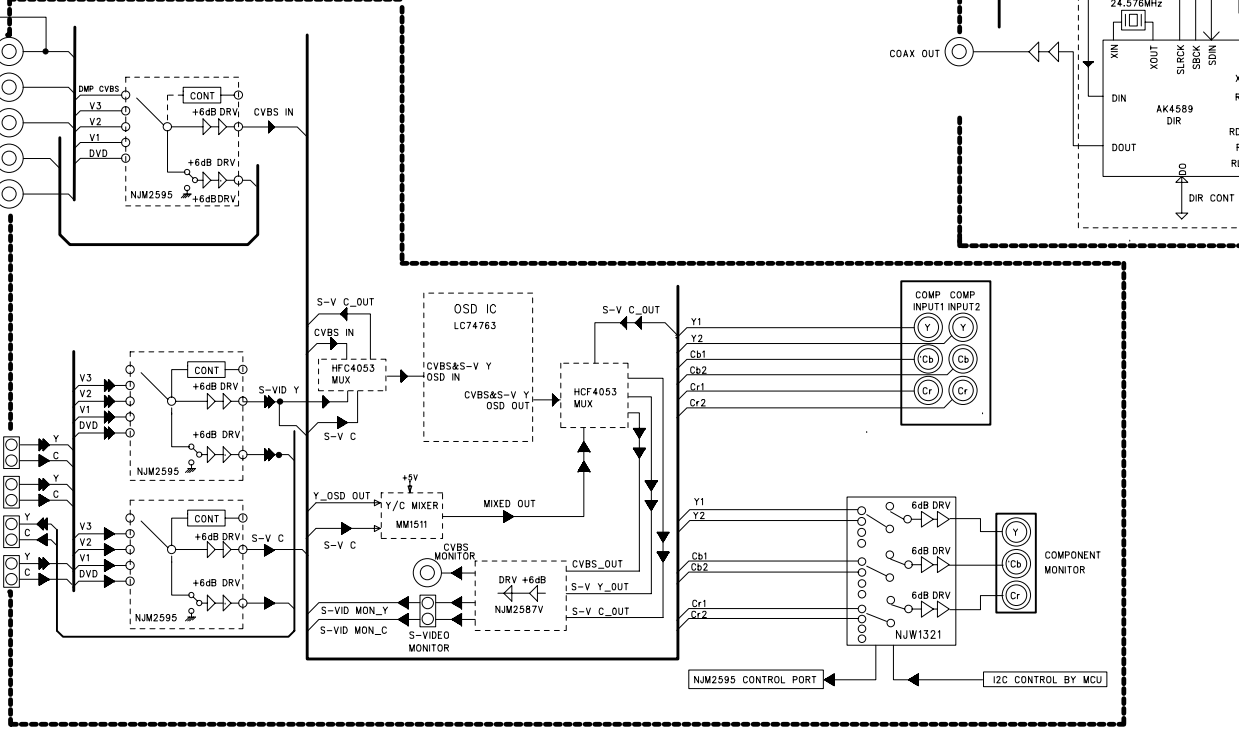 24.576MHz
XIN
XOUT
SLRCK
SBCK
SDIN
COAX OUT
DIN
AK4589
DIR
DOUT
DO
DIR CONT
DMP CVBS
V3
V2
V1
DVD
CONT
+6dB DRV
CVBS IN
+6dB DRV
NJM2595
+6dBDRV
V3
V2
V1
DVD
CONT
+6dB DRV
+6dB DRV
NJM2595
S-VID Y
Y
C
Y
C
Y
C
Y
C
V3
V2
V1
DVD
CONT
+6dB DRV
+6dB DRV
NJM2595
S-V C
S-V C_OUT
CVBS IN
HFC4053
MUX
S-V C
OSD IC
LC74763
CVBS&S-V Y
OSD IN
CVBS&S-V Y
OSD OUT
S-V C_OUT
HCF4053
MUX
+5V
Y_OSD OUT
Y/C MIXER
MM1511
S-V C
MIXED OUT
CVBS
MONITOR
DRV +6dB
NJM2587V
CVBS_OUT
S-V Y_OUT
S-V C_OUT
S-VID MON_Y
S-VID MON_C
S-VIDEO
MONITOR
Y1
Y2
Cb1
Cb2
Cr1
Cr2
COMP COMP
INPUT1 INPUT2
Y Y
Cb Cb
Cr Cr
Y1
Y2
Cb1
Cb2
Cr1
Cr2
6dB DRV
6dB DRV
6dB DRV
NJW1321
Y
Cb
Cr
COMPONENT
MONITOR
NJM2595 CONTROL PORT
I2C CONTROL BY MCU